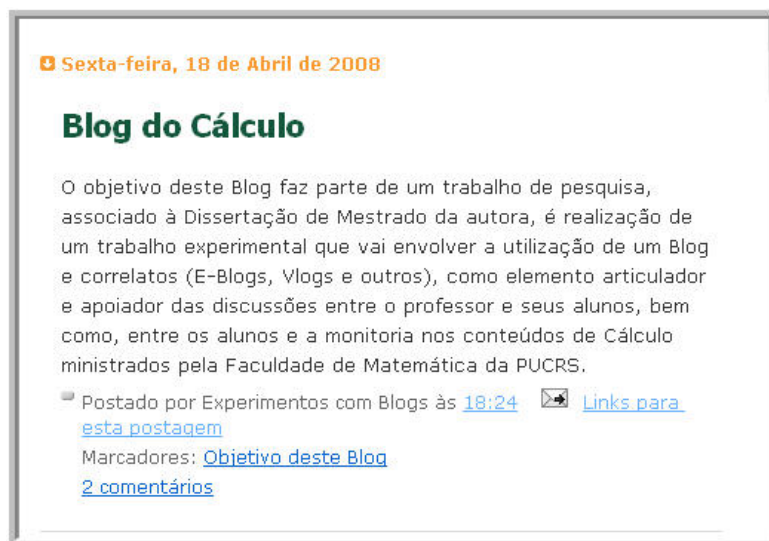 Sexta-feira, 18 de Abril de 2008
Blog do Cálculo
O objetivo deste Blog faz parte de um trabalho de pesquisa,
associado à Dissertação de Mestrado da autora, é realização de
um trabalho experimental que vai envolver a utilização de um Blog
e correlatos (E-Blogs, Vlogs e outros), como elemento articulador
e apoiador das discussões entre o professor e seus alunos, bem
como, entre os alunos e a monitoria nos conteúdos de Cálculo
ministrados pela Faculdade de Matemática da PUCRS.
Postado por Experimentos com Blogs às 18:24 Links para
esta postagem
Marcadores: Objetivo deste Blog
2 comentários